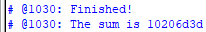 # @1030: Finished!
# @1030: The sum is 10206d3d